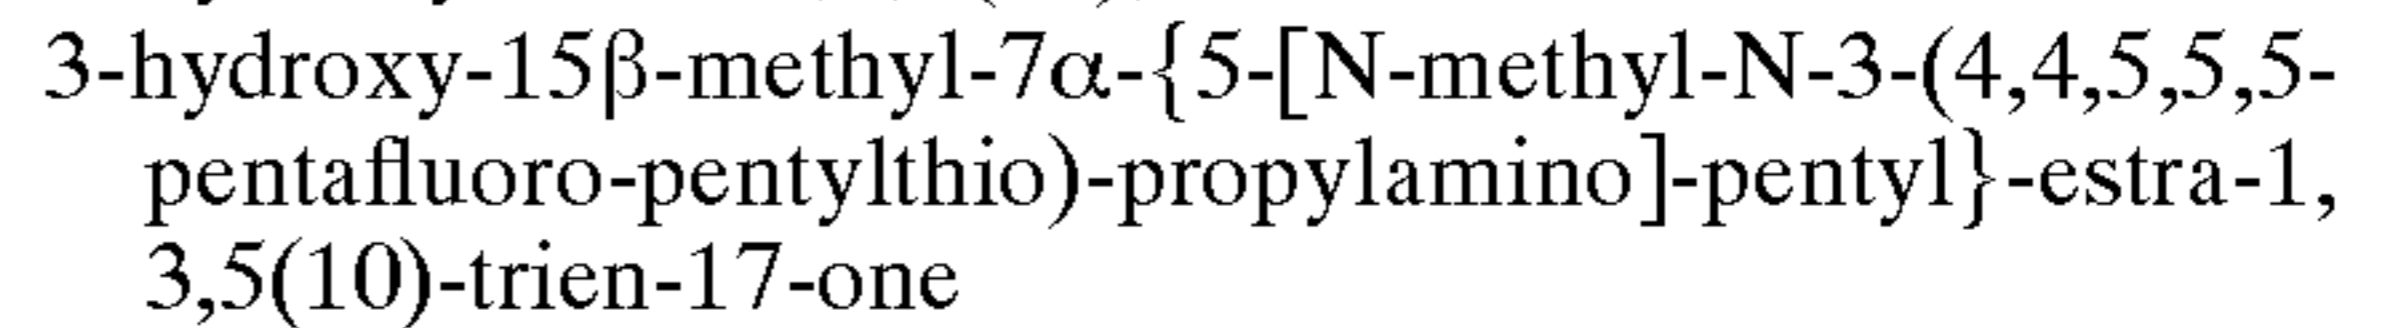 3-hydroxy-15β-methyl-7α-{5-[N-methyl-N-3-(4,4,5,5,5-
pentafluoro-pentylthio)-propylamino]-pentyl}-estra-1,
3,5(10)-trien-17-one